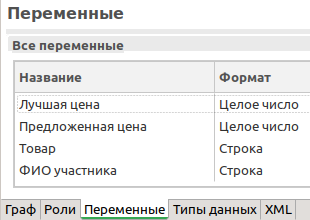 Переменные
Все переменные
Название Формат
Лучшая цена Целое число
Предложенная цена Целое число
Товар Строка
ФИО участника Строка
Граф Роли Переменные Типы данных XML